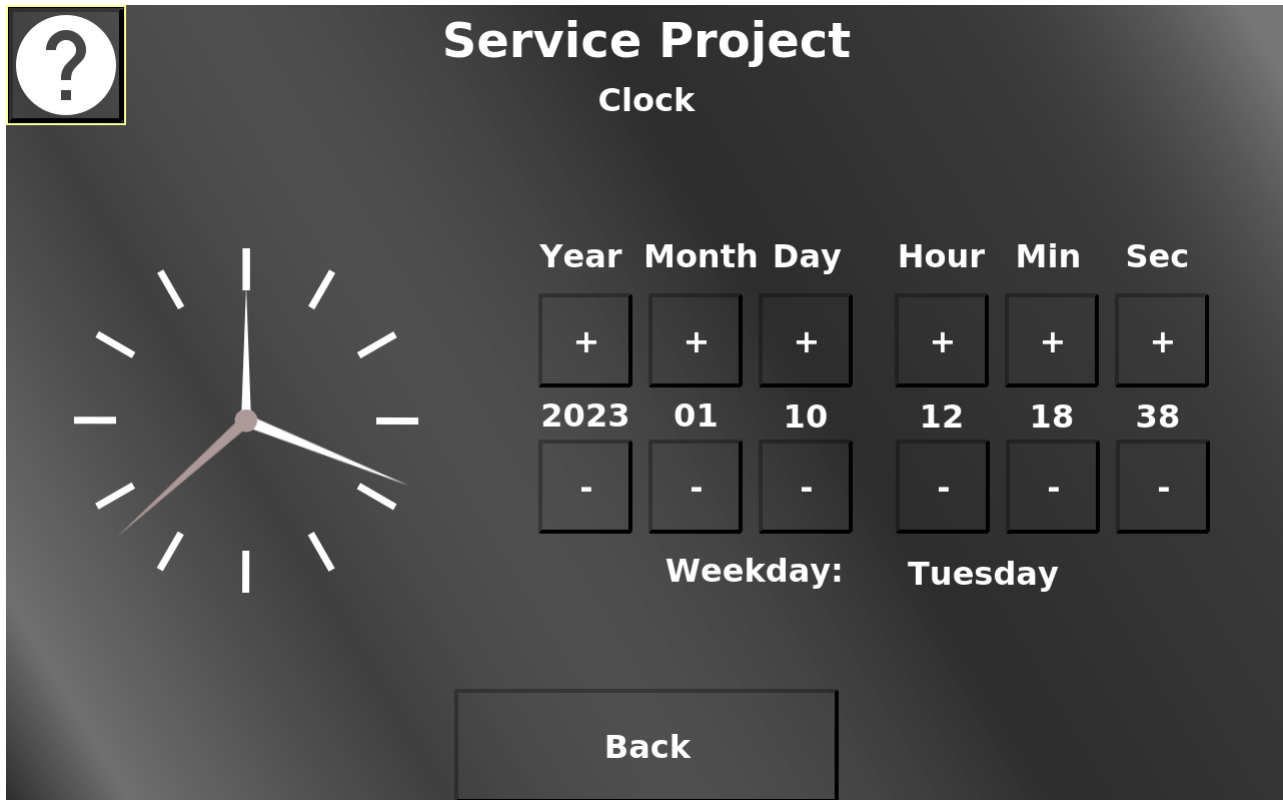 ?
Service Project
Clock
Year Month Day Hour Min Sec
+ + + + + +
2023 01 10 12 18 38
- - - - - -
Weekday: Tuesday
Back